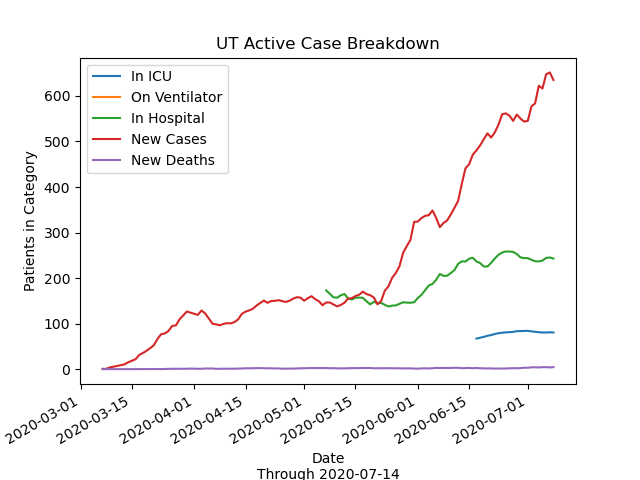 UT Active Case Breakdown
In ICU
On Ventilator
In Hospital
New Cases
New Deaths
Patients in Category
600
500
400
300
200
100
0
2020-03-01
2020-03-15
2020-04-01
2020-04-15
2020-05-01
2020-05-15
2020-06-01
2020-06-15
2020-07-01
Date
Through 2020-07-14